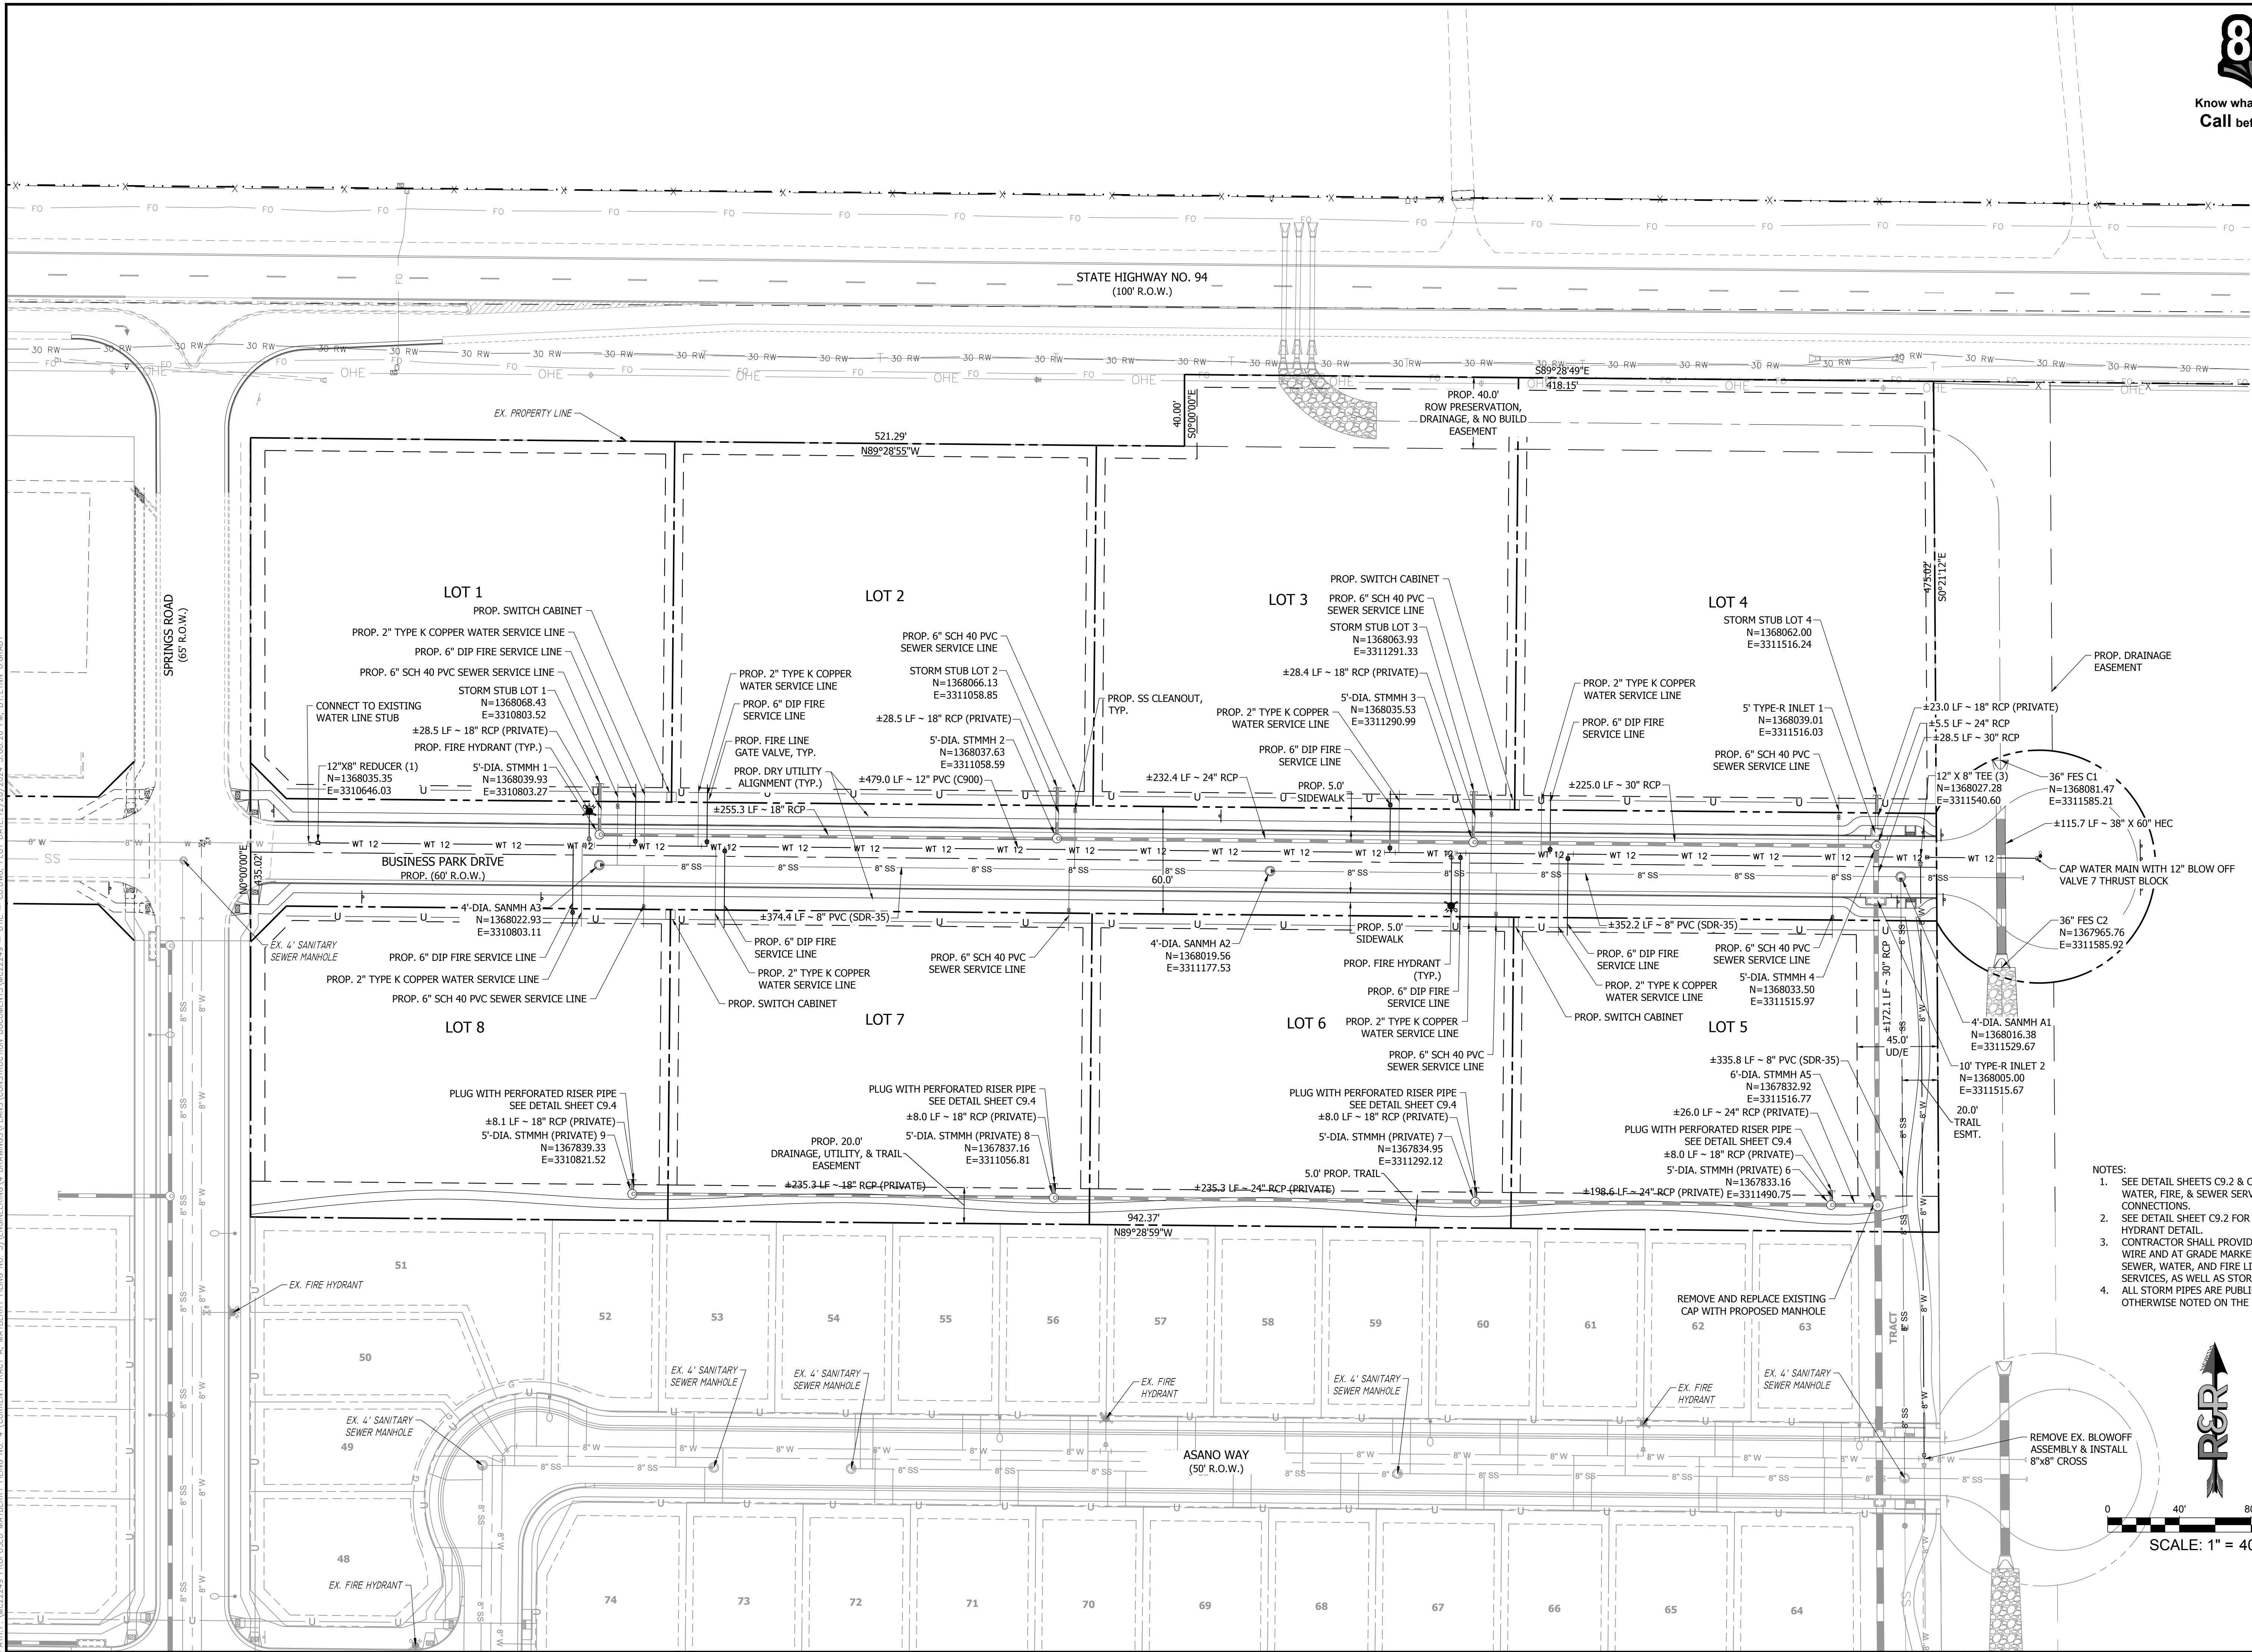 Know wha
Call bef
STATE HIGHWAY NO. 94
(100' R.O.W.)
EX. PROPERTY LINE
521.29'
N89°28'55"W
40.00'
S0°00'00"E
S89°28'49"E
418.15'
PROP. 40.0'
ROW PRESERVATION,
DRAINAGE, & NO BUILD
EASEMENT
475.02'
S0°21'12"E
SPRINGS ROAD
(65' R.O.W.)
LOT 1
PROP. SWITCH CABINET
PROP. 2" TYPE K COPPER WATER SERVICE LINE
PROP. 6" DIP FIRE SERVICE LINE
PROP. 6" SCH 40 PVC SEWER SERVICE LINE
STORM STUB LOT 1
N=1368068.43
E=3310803.52
±28.5 LF ~ 18" RCP (PRIVATE)
PROP. FIRE HYDRANT (TYP.)
5'-DIA. STMMH 1
N=1368039.93
E=3310803.27
CONNECT TO EXISTING
WATER LINE STUB
12"X8" REDUCER (1)
N=1368035.35
E=3310646.03
LOT 2
PROP. 6" SCH 40 PVC
SEWER SERVICE LINE
STORM STUB LOT 2
N=1368066.13
E=3311058.85
±28.5 LF ~ 18" RCP (PRIVATE)
5'-DIA. STMMH 2
N=1368037.63
E=3311058.59
±479.0 LF ~ 12" PVC (C900)
PROP. 2" TYPE K COPPER
WATER SERVICE LINE
PROP. 6" DIP FIRE
SERVICE LINE
PROP. FIRE LINE
GATE VALVE, TYP.
PROP. DRY UTILITY
ALIGNMENT (TYP.)
±255.3 LF ~ 18" RCP
PROP. SS CLEANOUT,
TYP.
LOT 3
PROP. SWITCH CABINET
PROP. 6" SCH 40 PVC
SEWER SERVICE LINE
STORM STUB LOT 3
N=1368063.93
E=3311291.33
±28.4 LF ~ 18" RCP (PRIVATE)
5'-DIA. STMMH 3
N=1368035.53
E=3311290.99
PROP. 2" TYPE K COPPER
WATER SERVICE LINE
PROP. 6" DIP FIRE
SERVICE LINE
PROP. 5.0'
SIDEWALK
±232.4 LF ~ 24" RCP
LOT 4
STORM STUB LOT 4
N=1368062.00
E=3311516.24
PROP. 2" TYPE K COPPER
WATER SERVICE LINE
PROP. 6" DIP FIRE
SERVICE LINE
5' TYPE-R INLET 1
N=1368039.01
E=3311516.03
PROP. 6" SCH 40 PVC
SEWER SERVICE LINE
±225.0 LF ~ 30" RCP
PROP. DRAINAGE
EASEMENT
±23.0 LF ~ 18" RCP (PRIVATE)
±5.5 LF ~ 24" RCP
±28.5 LF ~ 30" RCP
12" X 8" TEE (3)
N=1368027.28
E=3311540.60
36" FES C1
N=1368081.47
E=3311585.21
±115.7 LF ~ 38" X 60" HEC
CAP WATER MAIN WITH 12" BLOW OFF
VALVE 7 THRUST BLOCK
36" FES C2
N=1367965.76
E=3311585.92
BUSINESS PARK DRIVE
PROP. (60' R.O.W.)
N0°00'00"E
435.02'
60.0'
EX. 4' SANITARY
SEWER MANHOLE
4'-DIA. SANMH A3
N=1368022.93
E=3310803.11
PROP. 6" DIP FIRE SERVICE LINE
PROP. 2" TYPE K COPPER WATER SERVICE LINE
PROP. 6" SCH 40 PVC SEWER SERVICE LINE
LOT 8
±374.4 LF ~ 8" PVC (SDR-35)
PROP. 6" DIP FIRE
SERVICE LINE
PROP. 2" TYPE K COPPER
WATER SERVICE LINE
PROP. SWITCH CABINET
PROP. 6" SCH 40 PVC
SEWER SERVICE LINE
LOT 7
4'-DIA. SANMH A2
N=1368019.56
E=3311177.53
PROP. 5.0'
SIDEWALK
PROP. FIRE HYDRANT
(TYP.)
PROP. 6" DIP FIRE
SERVICE LINE
LOT 6
PROP. 2" TYPE K COPPER
WATER SERVICE LINE
PROP. 6" SCH 40 PVC
SEWER SERVICE LINE
±352.2 LF ~ 8" PVC (SDR-35)
PROP. 6" DIP FIRE
SERVICE LINE
PROP. 2" TYPE K COPPER
WATER SERVICE LINE
PROP. SWITCH CABINET
PROP. 6" SCH 40 PVC
SEWER SERVICE LINE
5'-DIA. STMMH 4
N=1368033.50
E=3311515.97
LOT 5
±172.1 LF ~ 30" RCP
45.0'
UD/E
4'-DIA. SANMH A1
N=1368016.38
E=3311529.67
10' TYPE-R INLET 2
N=1368005.00
E=3311515.67
20.0'
TRAIL
ESMT.
PLUG WITH PERFORATED RISER PIPE
SEE DETAIL SHEET C9.4
±8.1 LF ~ 18" RCP (PRIVATE)
5'-DIA. STMMH (PRIVATE) 9
N=1367839.33
E=3310821.52
PROP. 20.0'
DRAINAGE, UTILITY, & TRAIL
EASEMENT
±235.3 LF ~ 18" RCP (PRIVATE)
PLUG WITH PERFORATED RISER PIPE
SEE DETAIL SHEET C9.4
±8.0 LF ~ 18" RCP (PRIVATE)
5'-DIA. STMMH (PRIVATE) 8
N=1367837.16
E=3311056.81
PLUG WITH PERFORATED RISER PIPE
SEE DETAIL SHEET C9.4
±8.0 LF ~ 18" RCP (PRIVATE)
5'-DIA. STMMH (PRIVATE) 7
N=1367834.95
E=3311292.12
5.0' PROP. TRAIL
±235.3 LF ~ 24" RCP (PRIVATE)
±335.8 LF ~ 8" PVC (SDR-35)
6'-DIA. STMMH A5
N=1367832.92
E=3311516.77
±26.0 LF ~ 24" RCP (PRIVATE)
PLUG WITH PERFORATED RISER PIPE
SEE DETAIL SHEET C9.4
±8.0 LF ~ 18" RCP (PRIVATE)
5'-DIA. STMMH (PRIVATE) 6
N=1367833.16
E=3311490.75
±198.6 LF ~ 24" RCP (PRIVATE)
942.37'
N89°28'59"W
NOTES:
1. SEE DETAIL SHEETS C9.2 & C
WATER, FIRE, & SEWER SERV
CONNECTIONS.
2. SEE DETAIL SHEET C9.2 FOR
HYDRANT DETAIL.
3. CONTRACTOR SHALL PROVID
WIRE AND AT GRADE MARKE
SEWER, WATER, AND FIRE LI
SERVICES, AS WELL AS STOR
4. ALL STORM PIPES ARE PUBLI
OTHERWISE NOTED ON THE
REMOVE AND REPLACE EXISTING
CAP WITH PROPOSED MANHOLE
TRACT
EX. FIRE HYDRANT
51
52
53
54
55
56
57
58
59
60
61
62
63
50
EX. 4' SANITARY
SEWER MANHOLE
EX. 4' SANITARY
SEWER MANHOLE
EX. FIRE
HYDRANT
EX. 4' SANITARY
SEWER MANHOLE
EX. FIRE
HYDRANT
EX. 4' SANITARY
SEWER MANHOLE
EX. 4' SANITARY
SEWER MANHOLE
49
ASANO WAY
(50' R.O.W.)
REMOVE EX. BLOWOFF
ASSEMBLY & INSTALL
8"x8" CROSS
R&R
0 40' 80
SCALE: 1" = 40
48
EX. FIRE HYDRANT
74
73
72
71
70
69
68
67
66
65
64